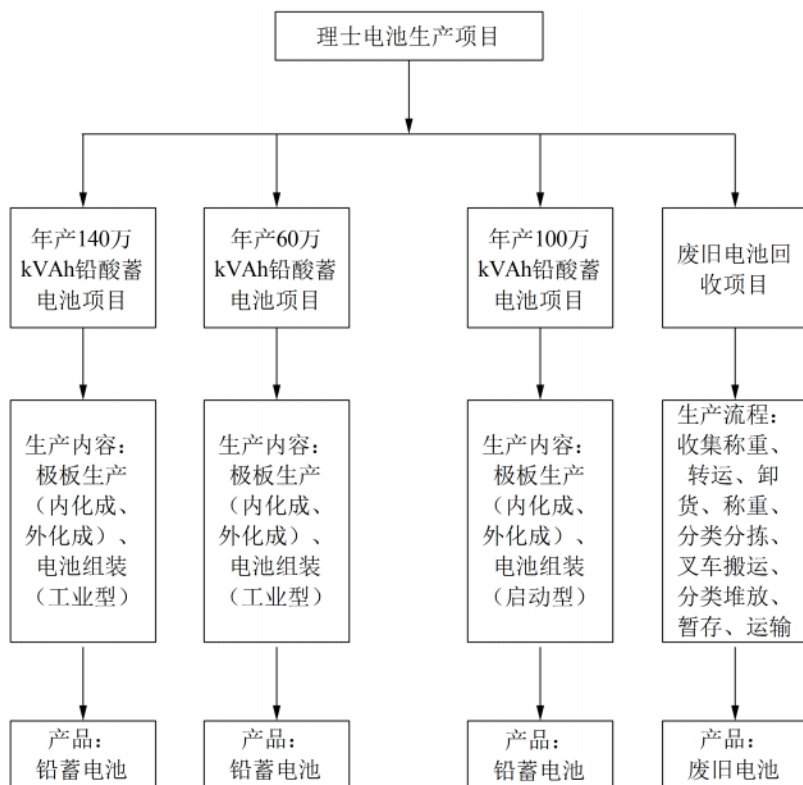 理士电池生产项目
年产140万
kVAh铅酸蓄
电池项目
年产60万
kVAh铅酸蓄
电池项目
年产100万
kVAh铅酸蓄
电池项目
废旧电池回
收项目
生产内容：
极板生产
（内化成、
外化成）、
电池组装
（工业型）
生产内容：
极板生产
（内化成、
外化成）、
电池组装
（工业型）
生产内容：
极板生产
（内化成、
外化成）、
电池组装
（启动型）
生产流程：
收集称重、
转运、卸
货、称重、
分类分拣、
叉车搬运、
分类堆放、
暂存、运输
产品：
铅蓄电池
产品：
铅蓄电池
产品：
铅蓄电池
产品：
废旧电池